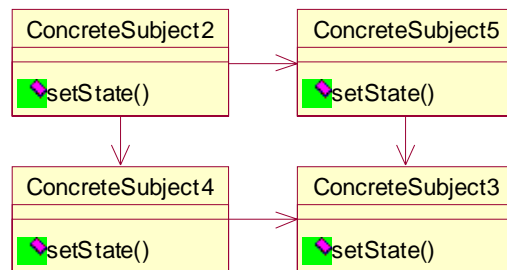 ConcreteSubject2
ConcreteSubject5
setState()
setState()
ConcreteSubject4
ConcreteSubject3
setState()
setState()